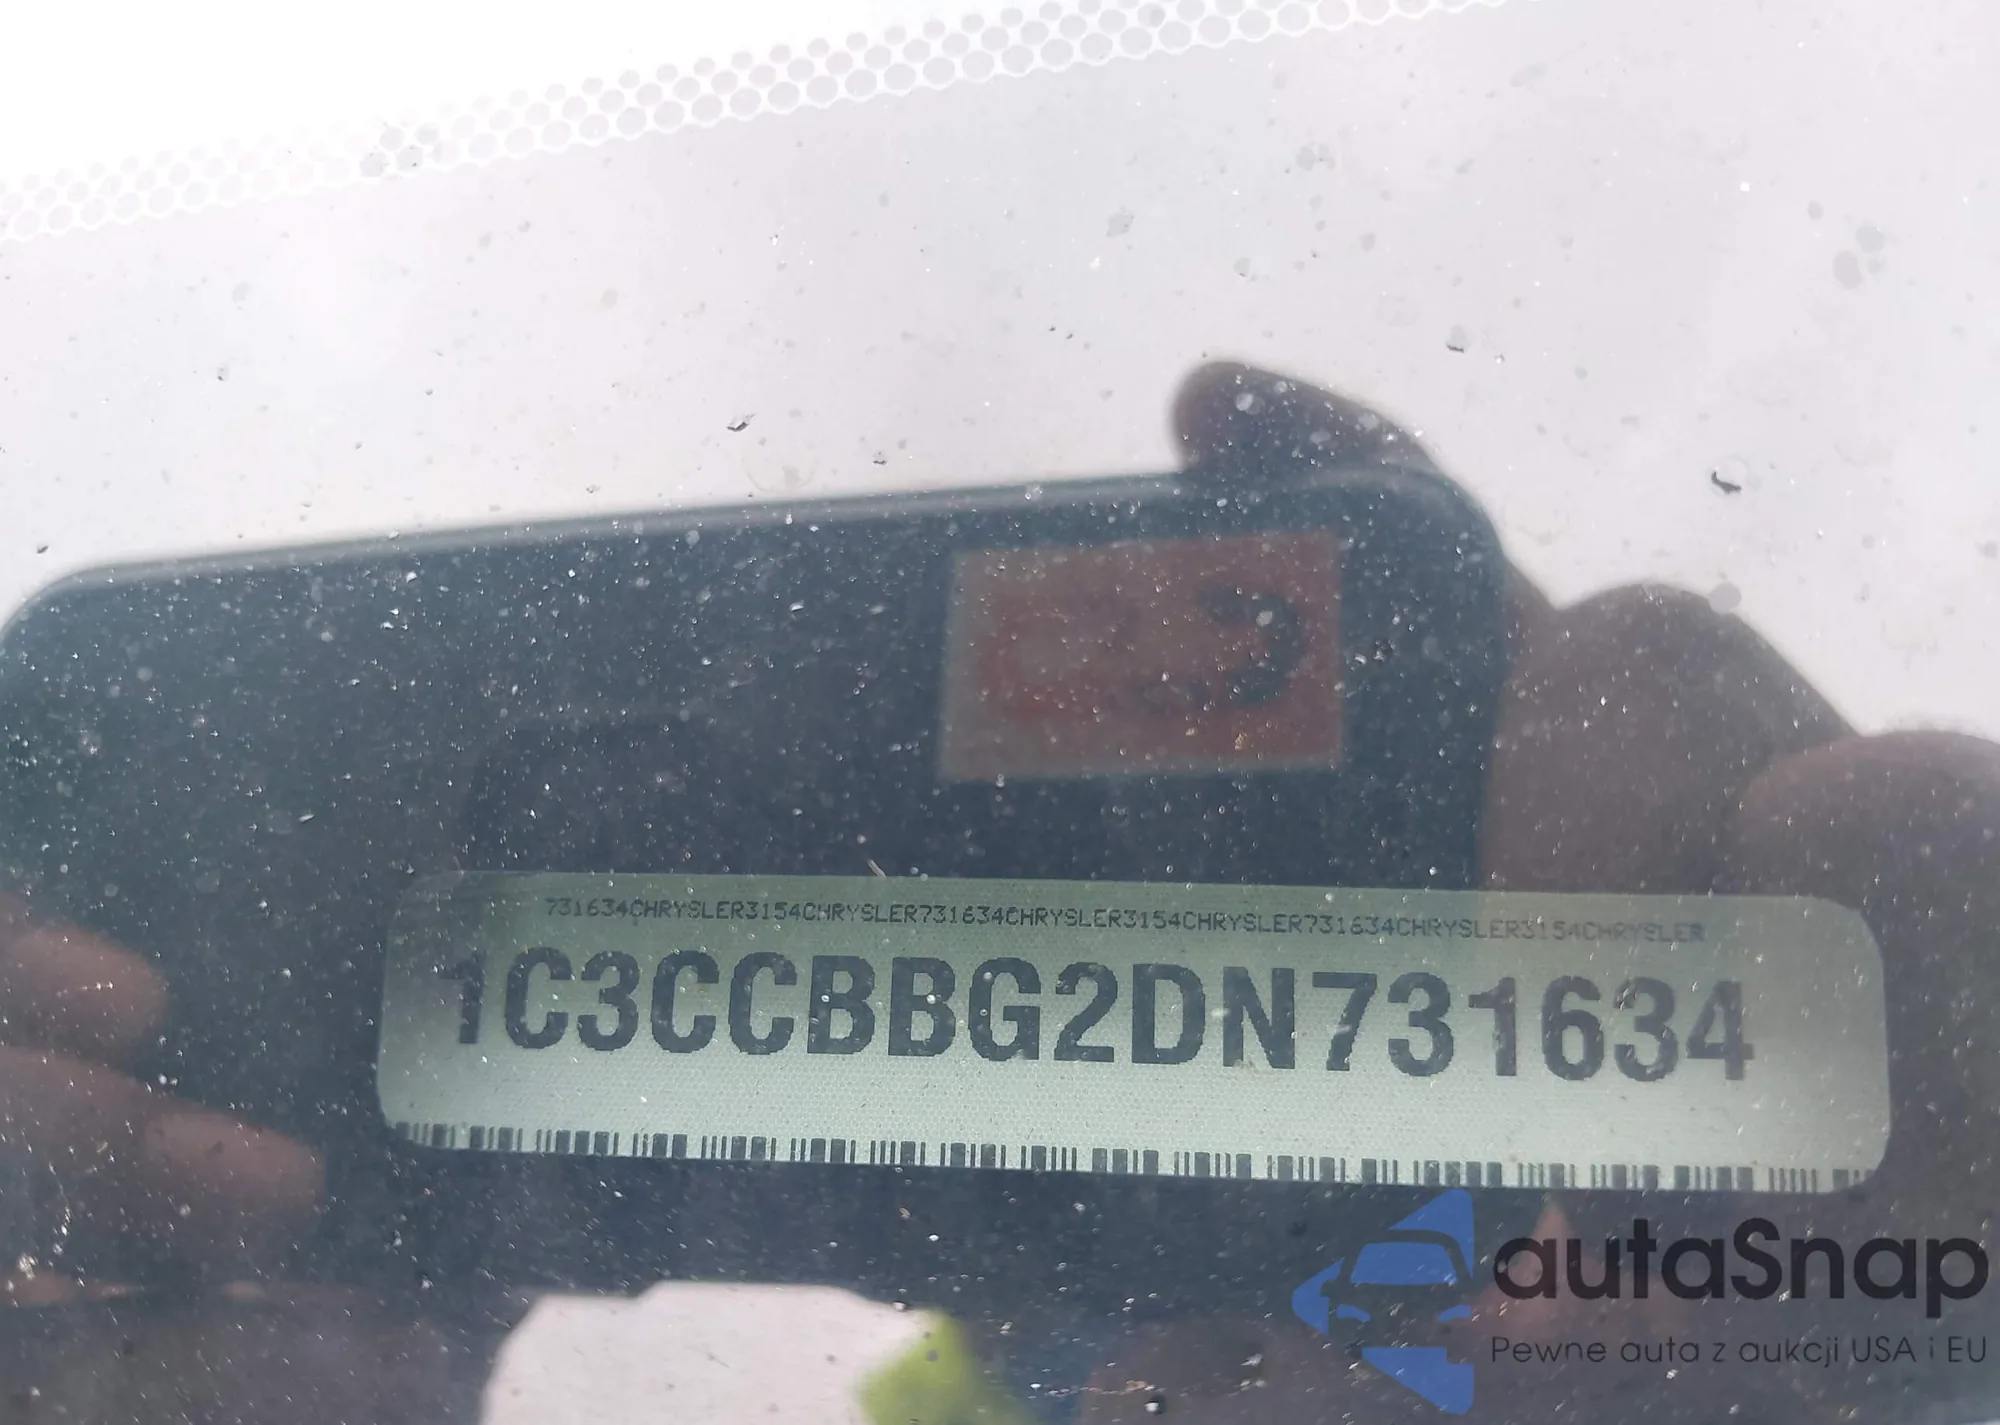 731634CHRYSLER3154CHRYSLER731634CHRYSLER3154CHRYSLER731634CHRYSLER3154CHRYSLER
1C3CCBBG2DN731634
autaSnap
Pewne auta z aukcji USA i EU